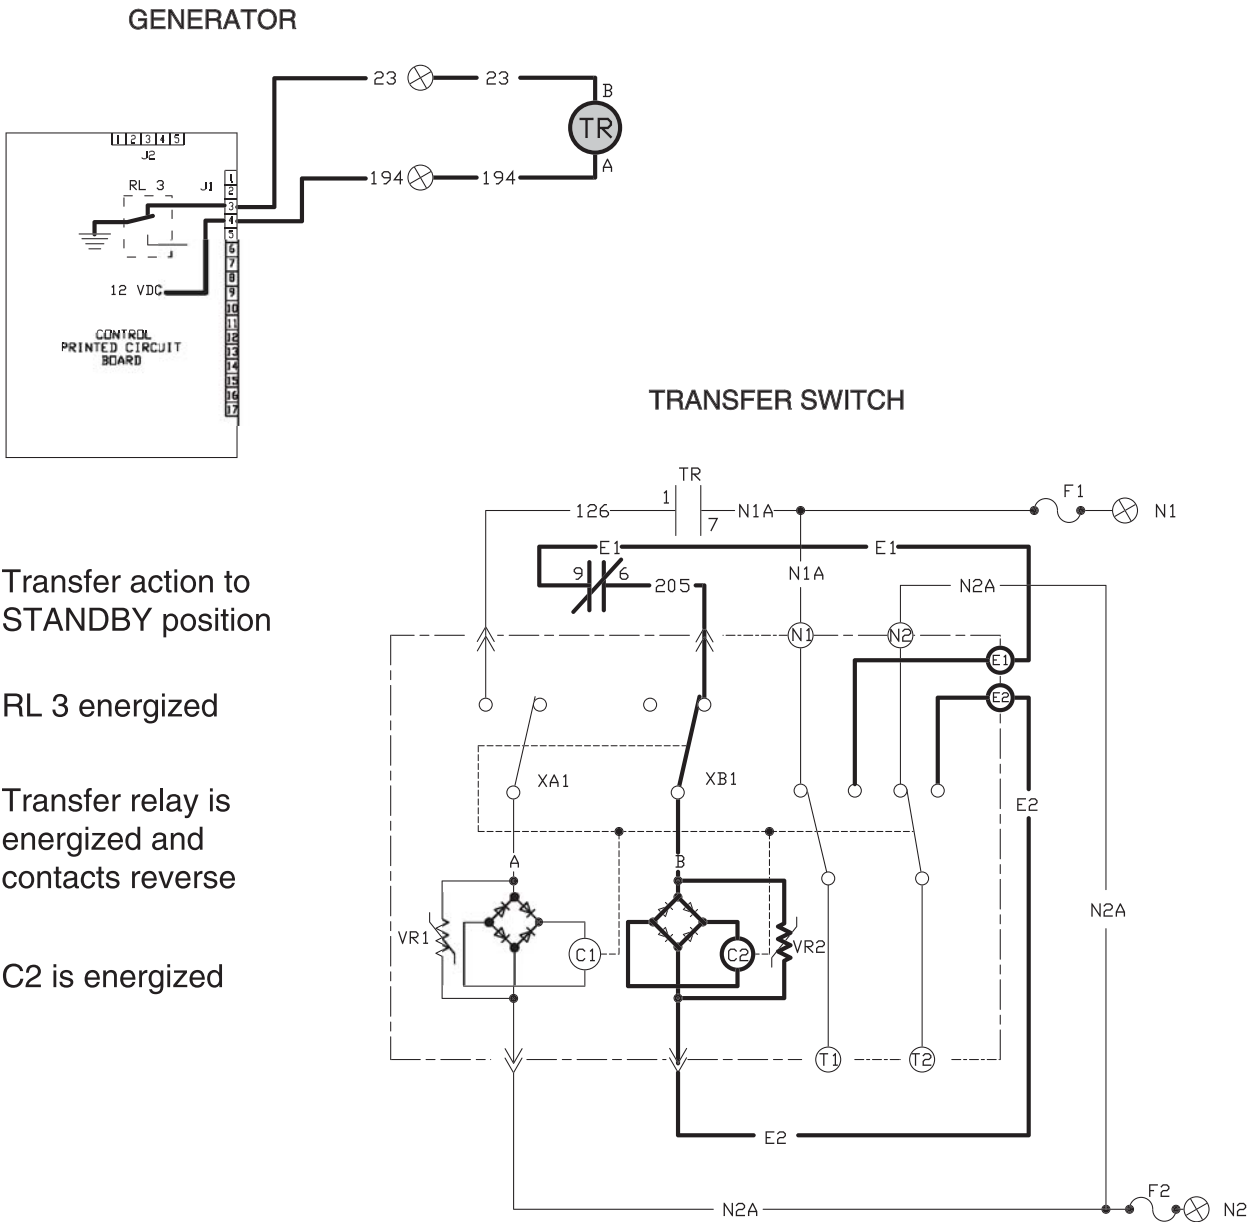 GENERATOR
23 23
B
TR
A
194 194
1 2 3 4 5
J2
RL 3 J1
1
2
3
4
5
6
7
8
9
10
11
12
13
14
15
16
17
12 VDC
CONTROL
PRINTED CIRCUIT
BOARD
TRANSFER SWITCH
TR
1
7
126 N1A
F1
N1
E1 E1
9 6
205
N1A
N2A
Transfer action to
STANDBY position
N1 N2
E1
E2
RL 3 energized
XA1 XB1
E2
Transfer relay is
energized and
contacts reverse
A B
N2A
VR1 C1 C2 VR2
C2 is energized
T1 T2
E2
N2A
F2
N2